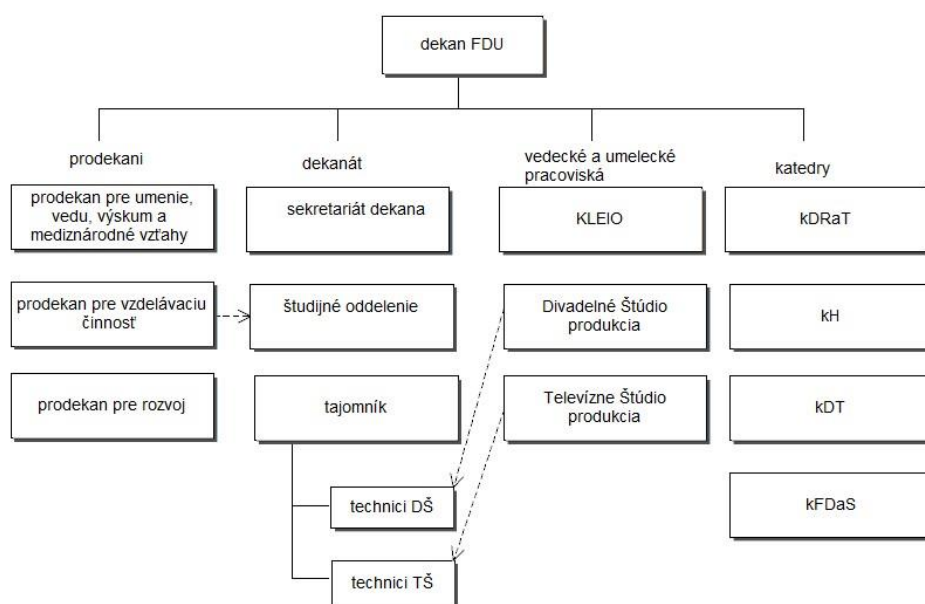 dekan FDU
prodekani
dekanát
vedecké a umelecké
pracoviská
katedry
prodekan pre umenie,
vedu, výskum a
mediznárodné vzťahy
sekretariát dekana
KLEIO
kDRaT
prodekan pre vzdelávaciu
činnosť
študijné oddelenie
Divadelné Štúdio
produkcia
kH
prodekan pre rozvoj
tajomník
Televízne Štúdio
produkcia
kDT
technici DŠ
kFDaS
technici TŠ